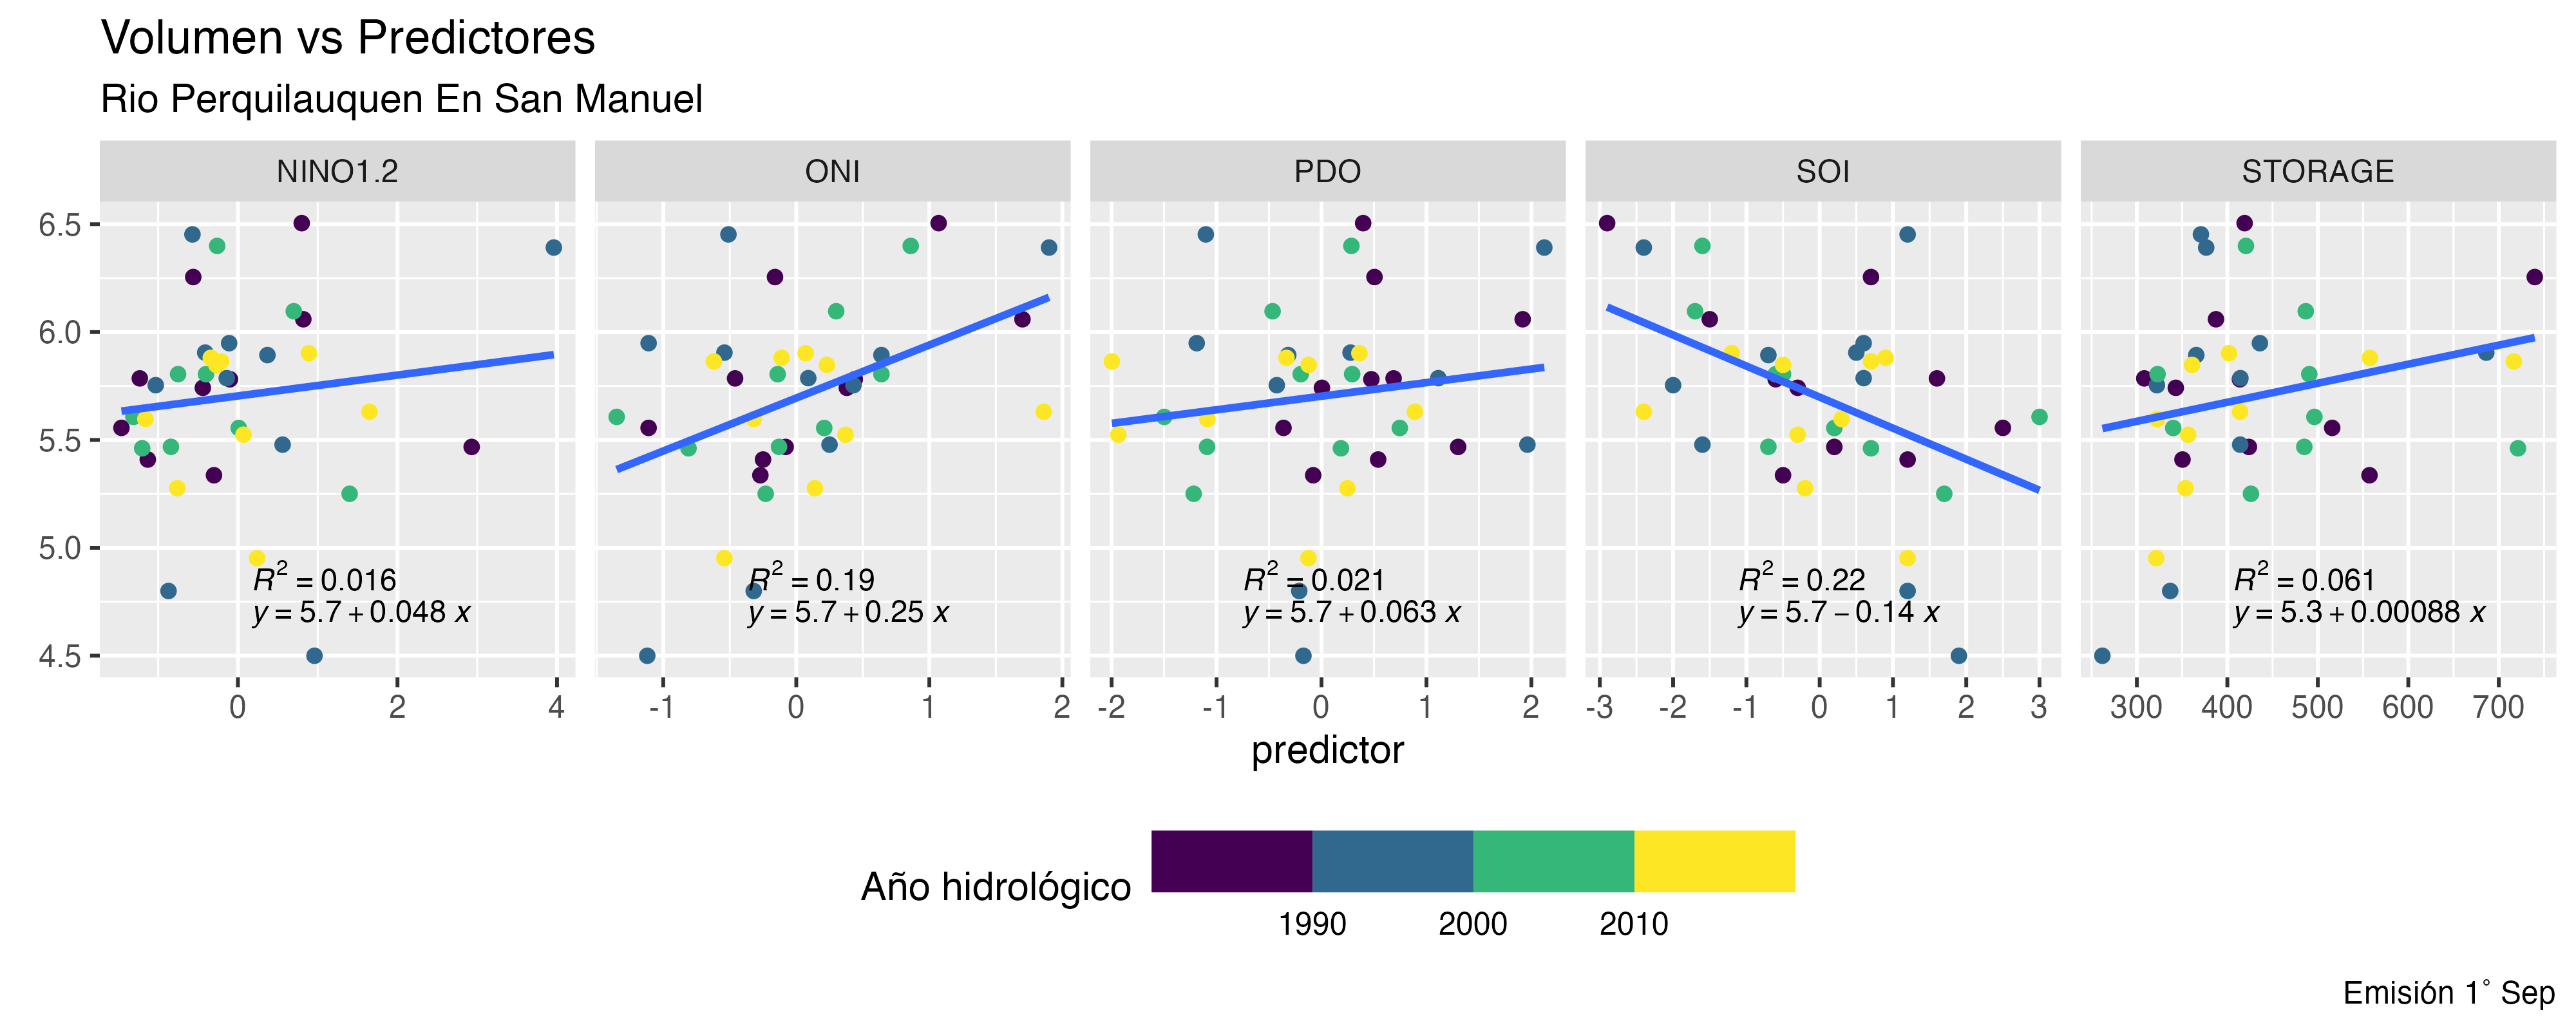 Volumen vs Predictores
Rio Perquilauquen En San Manuel
NINO1.2 ONI PDO SOI STORAGE
6.5
6.0
5.5
5.0
4.5
R² = 0.016
y = 5.7 + 0.048 x
R² = 0.19
y = 5.7 + 0.25 x
R² = 0.021
y = 5.7 + 0.063 x
R² = 0.22
y = 5.7 − 0.14 x
R² = 0.061
y = 5.3 + 0.00088 x
0 2 4 -1 0 1 2 -2 -1 0 1 2 -3 -2 -1 0 1 2 3 300 400 500 600 700
predictor
Año hidrológico
1990 2000 2010
Emisión 1° Sep